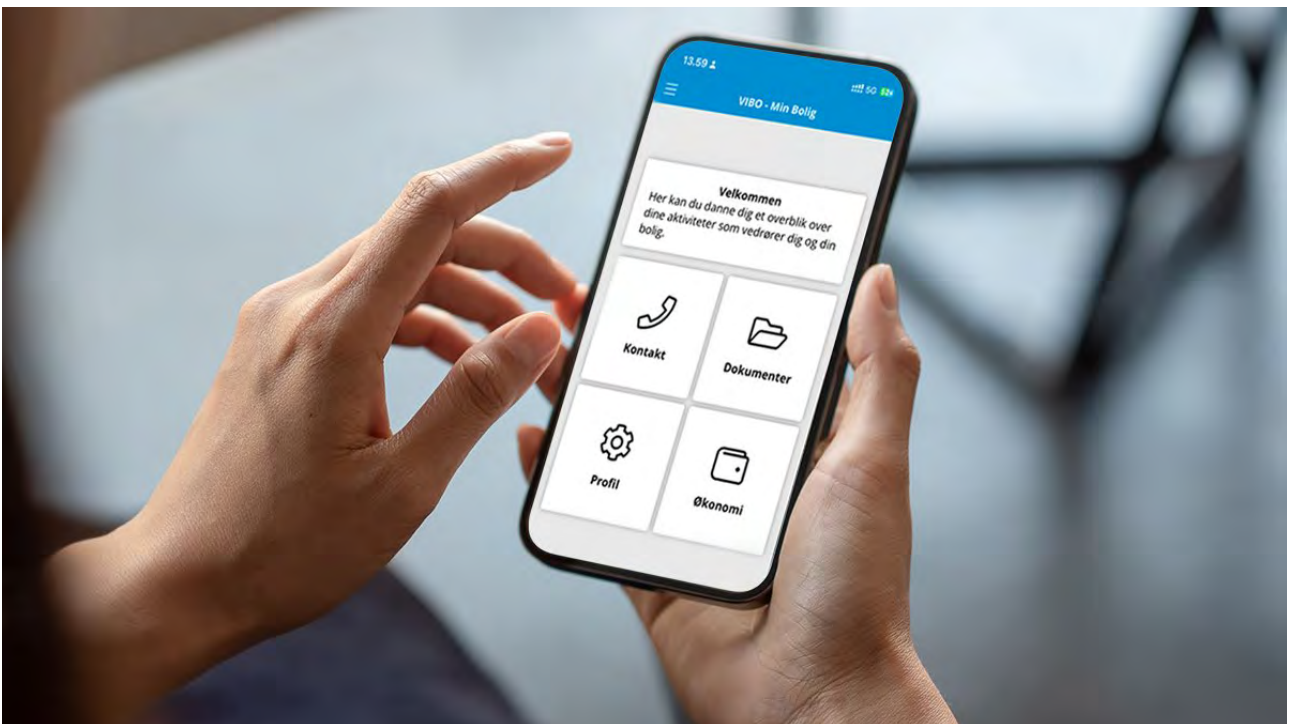 13.59
5G 52%
VIBO - Min Bolig
Velkommen
Her kan du danne dig et overblik over
dine aktiviteter som vedrører dig og din
bolig.
Kontakt
Dokumenter
Profil
Økonomi